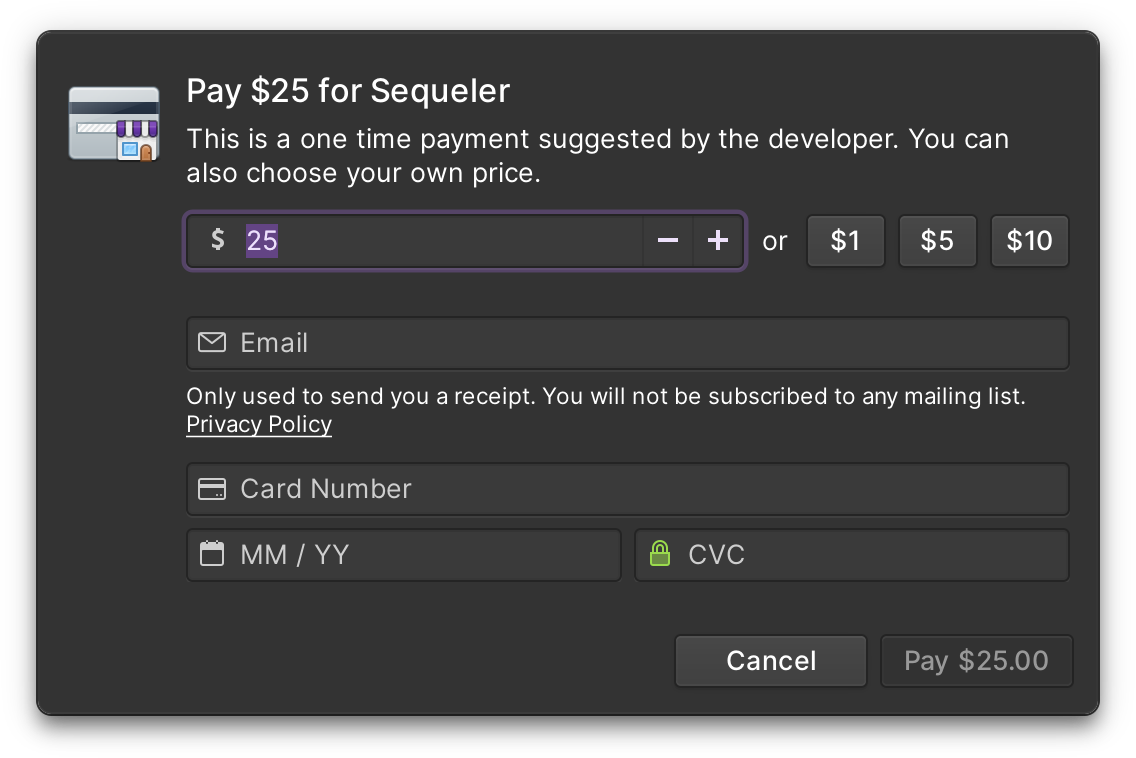 Pay $25 for Sequeler
This is a one time payment suggested by the developer. You can
also choose your own price.
$ 25 − + or $1 $5 $10
Email
Only used to send you a receipt. You will not be subscribed to any mailing list.
Privacy Policy
Card Number
MM / YY CVC
Cancel Pay $25.00